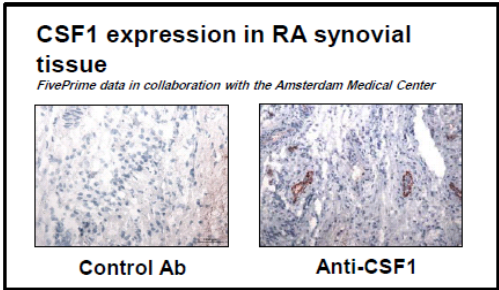 CSF1 expression in RA synovial
tissue
FivePrime data in collaboration with the Amsterdam Medical Center
Control Ab
Anti-CSF1